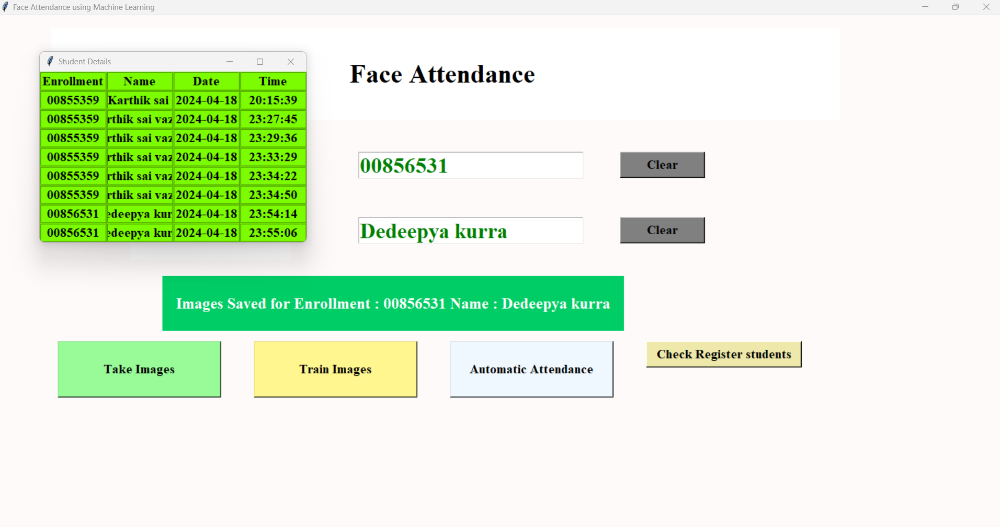 Face Attendance using Machine Learning
Student Details
Enrollment Name Date Time
00855359 Karthik sai 2024-04-18 20:15:39
00855359 rthik sai vaz 2024-04-18 23:27:45
00855359 rthik sai vaz 2024-04-18 23:29:36
00855359 rthik sai vaz 2024-04-18 23:33:29
00855359 rthik sai vaz 2024-04-18 23:34:22
00855359 rthik sai vaz 2024-04-18 23:34:50
00856531 edeepya kur 2024-04-18 23:54:14
00856531 edeepya kur 2024-04-18 23:55:06
Face Attendance
00856531 Clear
Dedeepya kurra Clear
Images Saved for Enrollment : 00856531 Name : Dedeepya kurra
Take Images Train Images Automatic Attendance Check Register students